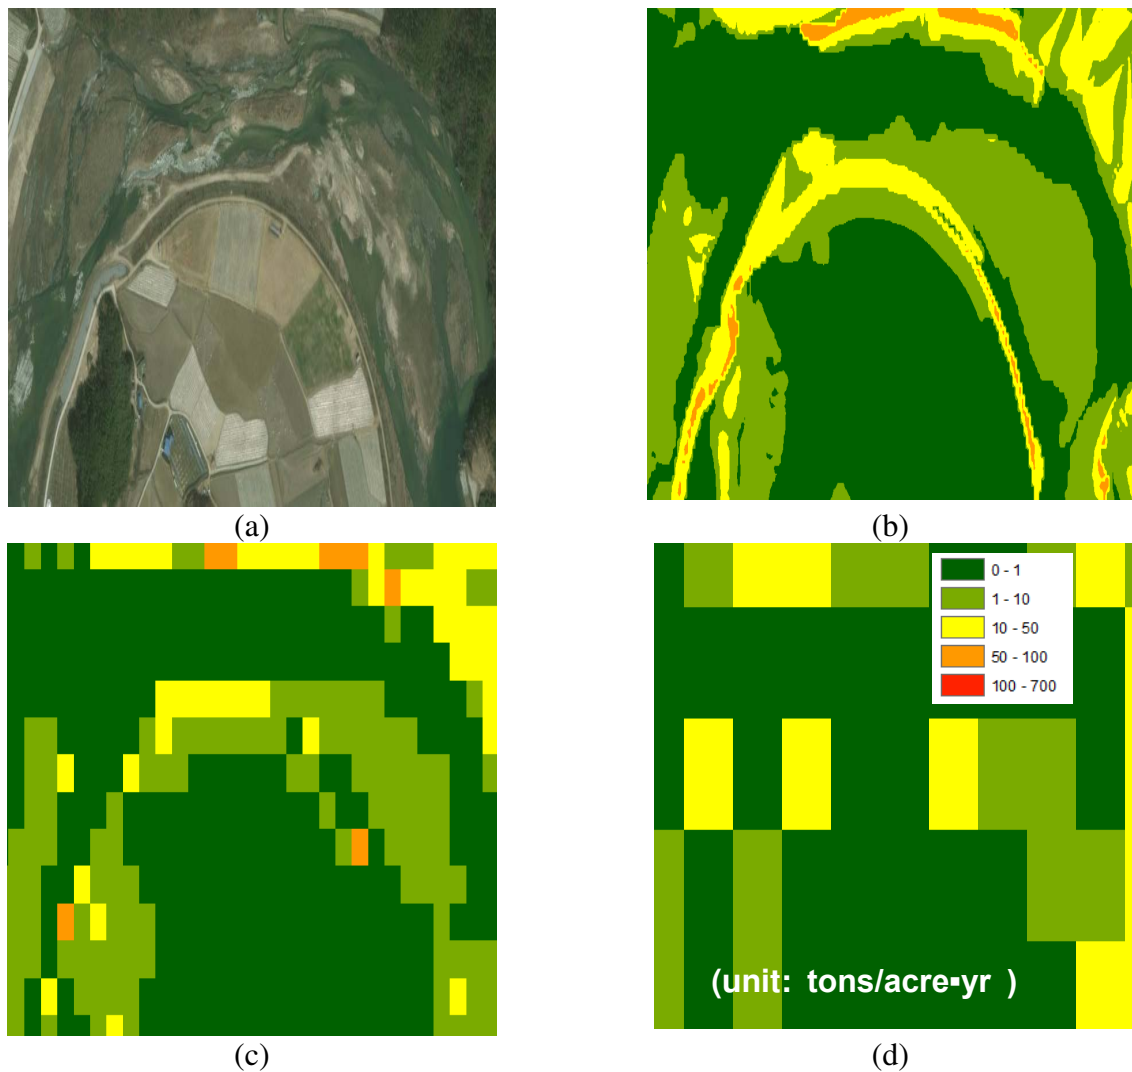 (a)
(b)
0 - 1
1 - 10
10 - 50
50 - 100
100 - 700
(unit: tons/acre▪yr )
(c)
(d)